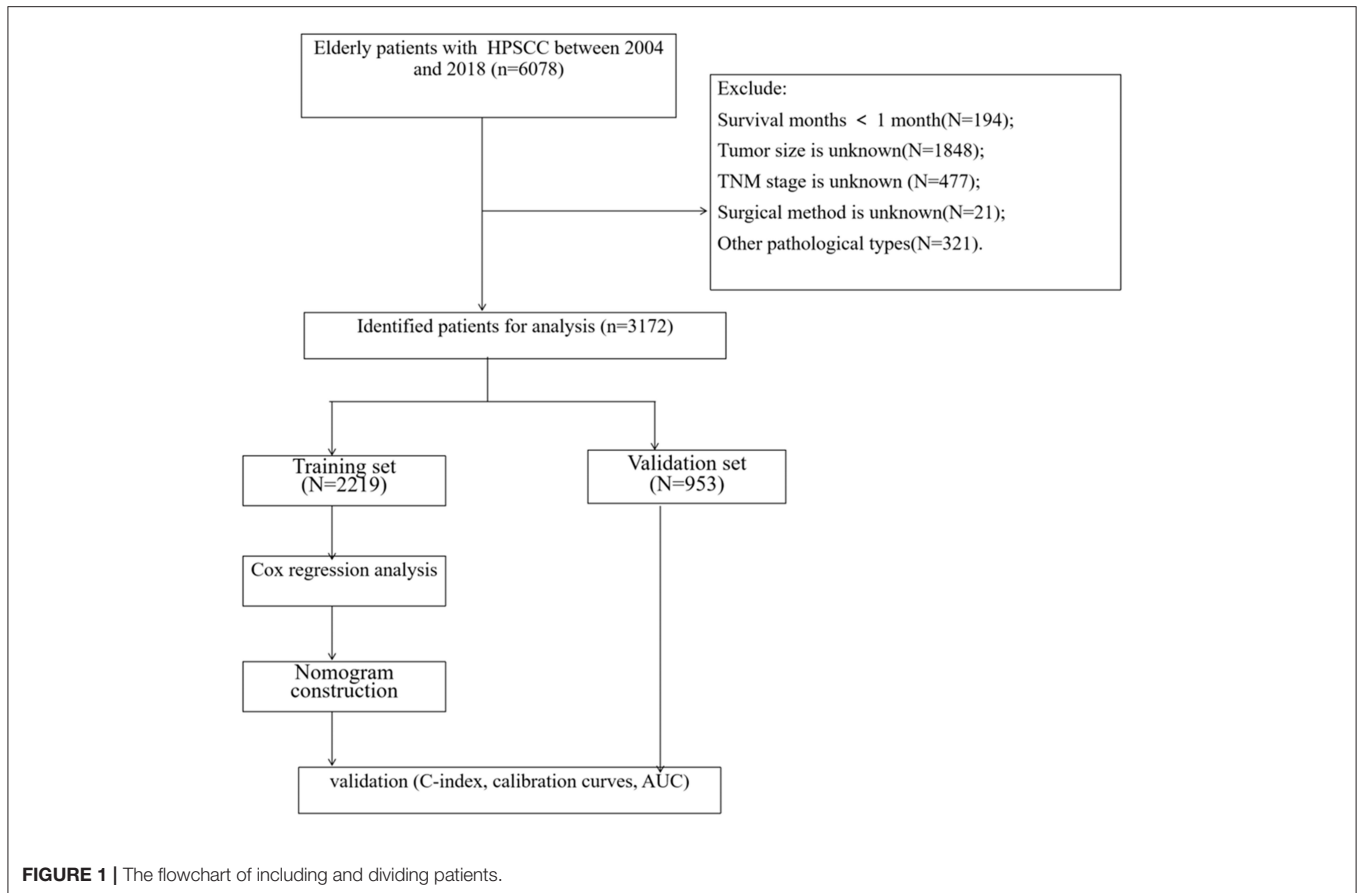 Elderly patients with HPSCC between 2004
and 2018 (n=6078)
Exclude:
Survival months < 1 month(N=194);
Tumor size is unknown(N=1848);
TNM stage is unknown (N=477);
Surgical method is unknown(N=21);
Other pathological types(N=321).
Identified patients for analysis (n=3172)
Training set
(N=2219)
Validation set
(N=953)
Cox regression analysis
Nomogram
construction
validation (C-index, calibration curves, AUC)
FIGURE 1 | The flowchart of including and dividing patients.